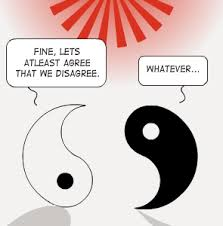 FINE, LETS
ATLEAST AGREE
THAT WE DISAGREE.
WHATEVER...